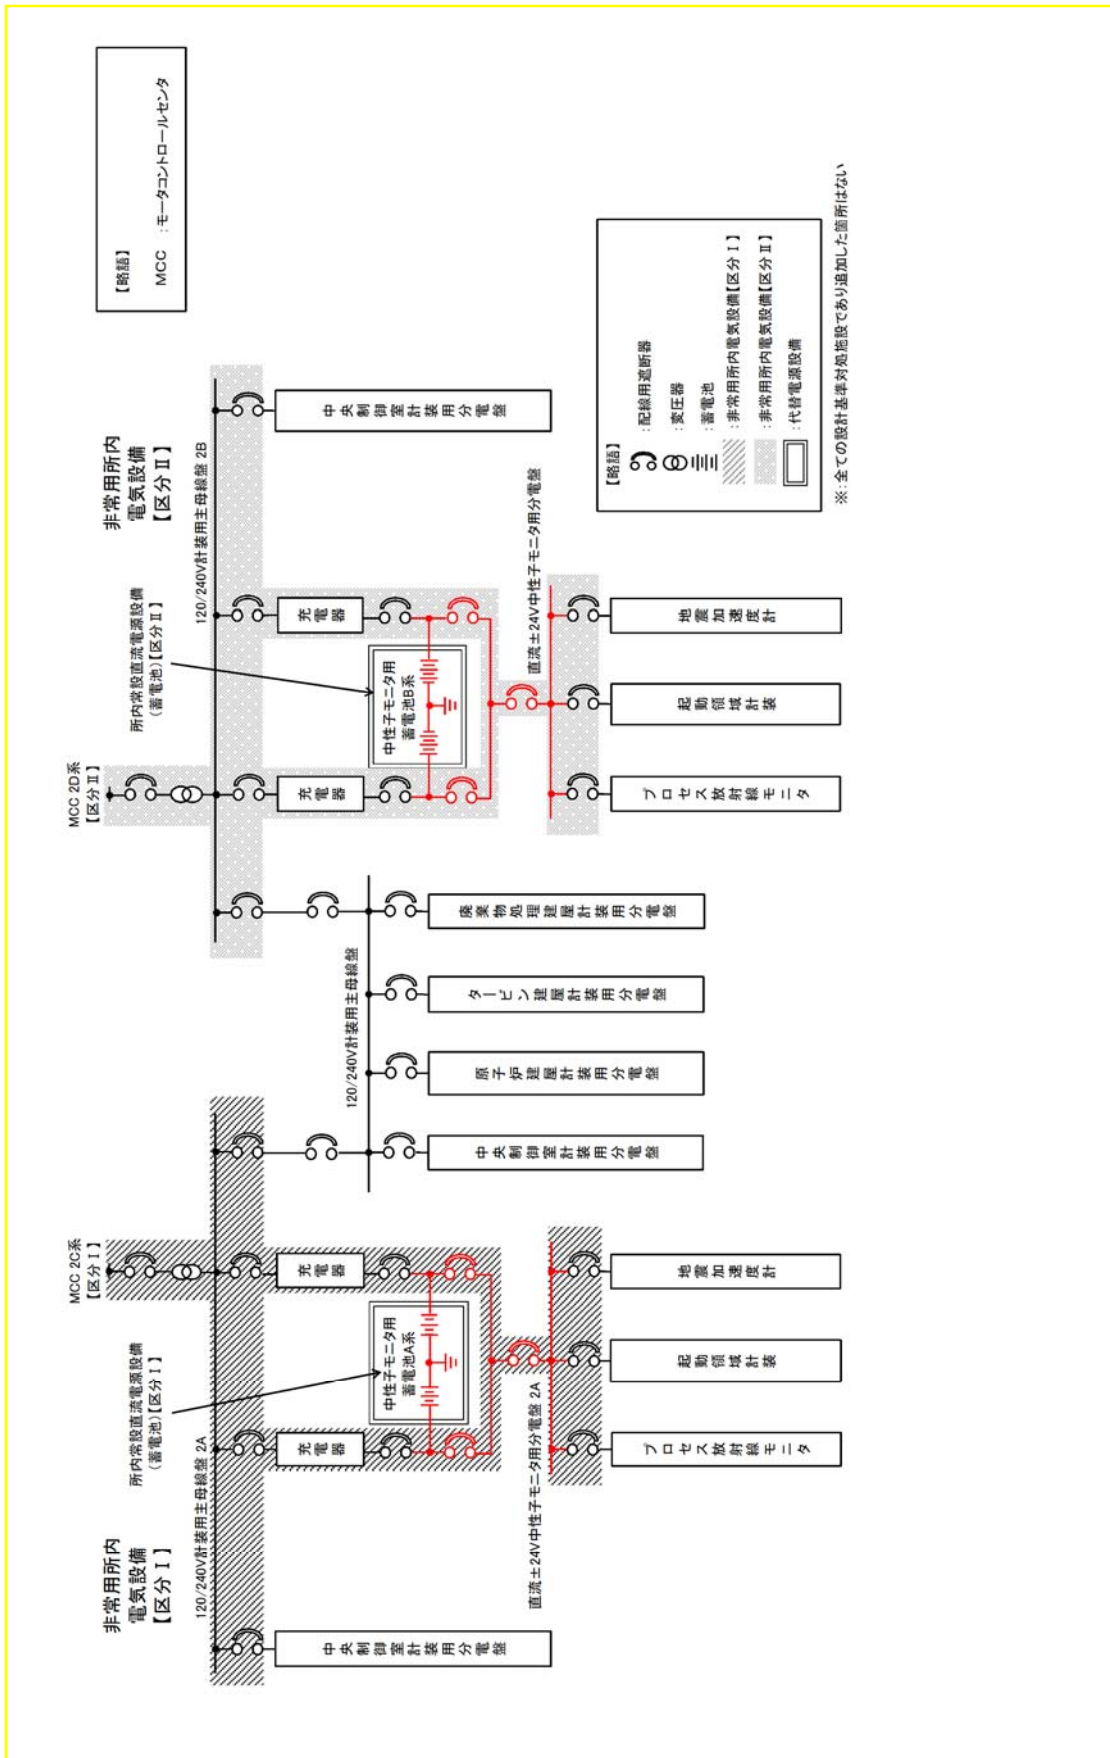 【略語】
MCC :モータコントロールセンタ
非常用所内
電気設備
【区分Ⅰ】
120/240V計装用主母線盤 2A
所内常設直流電源設備
(蓄電池)【区分Ⅰ】
MCC 2C系
【区分Ⅰ】
中央制御室計装用分電盤
充電器
充電器
中性子モニタ用
蓄電池A系
直流±24V中性子モニタ用分電盤 2A
プロセス放射線モニタ
起動領域計装
地震加速度計
120/240V計装用主母線盤
中央制御室計装用分電盤
原子炉建屋計装用分電盤
タービン建屋計装用分電盤
廃棄物処理建屋計装用分電盤
非常用所内
電気設備
【区分Ⅱ】
120/240V計装用主母線盤 2B
所内常設直流電源設備
(蓄電池)【区分Ⅱ】
MCC 2D系
【区分Ⅱ】
充電器
充電器
中性子モニタ用
蓄電池B系
中央制御室計装用分電盤
直流±24V中性子モニタ用分電盤
プロセス放射線モニタ
起動領域計装
地震加速度計
【略語】
:配線用遮断器
:変圧器
:蓄電池
:非常用所内電気設備【区分Ⅰ】
:非常用所内電気設備【区分Ⅱ】
:代替電源設備
※:全ての設計基準対処施設であり追加した箇所はない